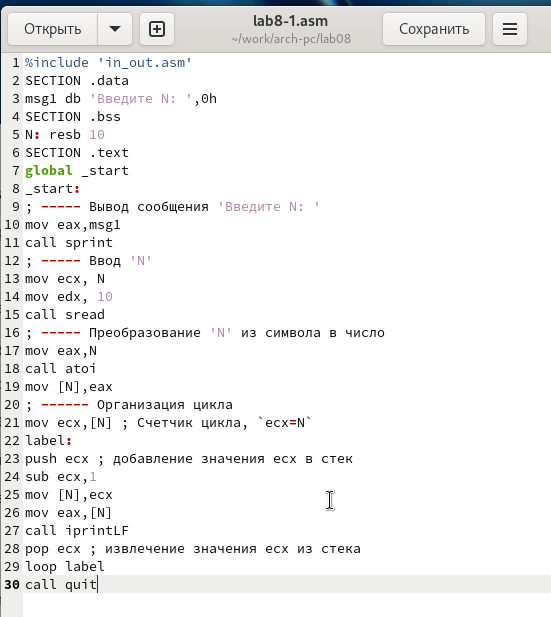 lab8-1.asm
Открыть
~/work/arch-pc/lab08
Сохранить
1 %include 'in_out.asm'
2 SECTION .data
3 msg1 db 'Введите N: ',0h
4 SECTION .bss
5 N: resb 10
6 SECTION .text
7 global _start
8 _start:
9 ; ----- Вывод сообщения 'Введите N: '
10 mov eax,msg1
11 call sprint
12 ; ----- Ввод 'N'
13 mov ecx, N
14 mov edx, 10
15 call sread
16 ; ----- Преобразование 'N' из символа в число
17 mov eax,N
18 call atoi
19 mov [N],eax
20 ; ------ Организация цикла
21 mov ecx,[N] ; Счетчик цикла, `ecx=N`
22 label:
23 push ecx ; добавление значения ecx в стек
24 sub ecx,1
25 mov [N],ecx
26 mov eax,[N]
27 call iprintLF
28 pop ecx ; извлечение значения ecx из стека
29 loop label
30 call quit